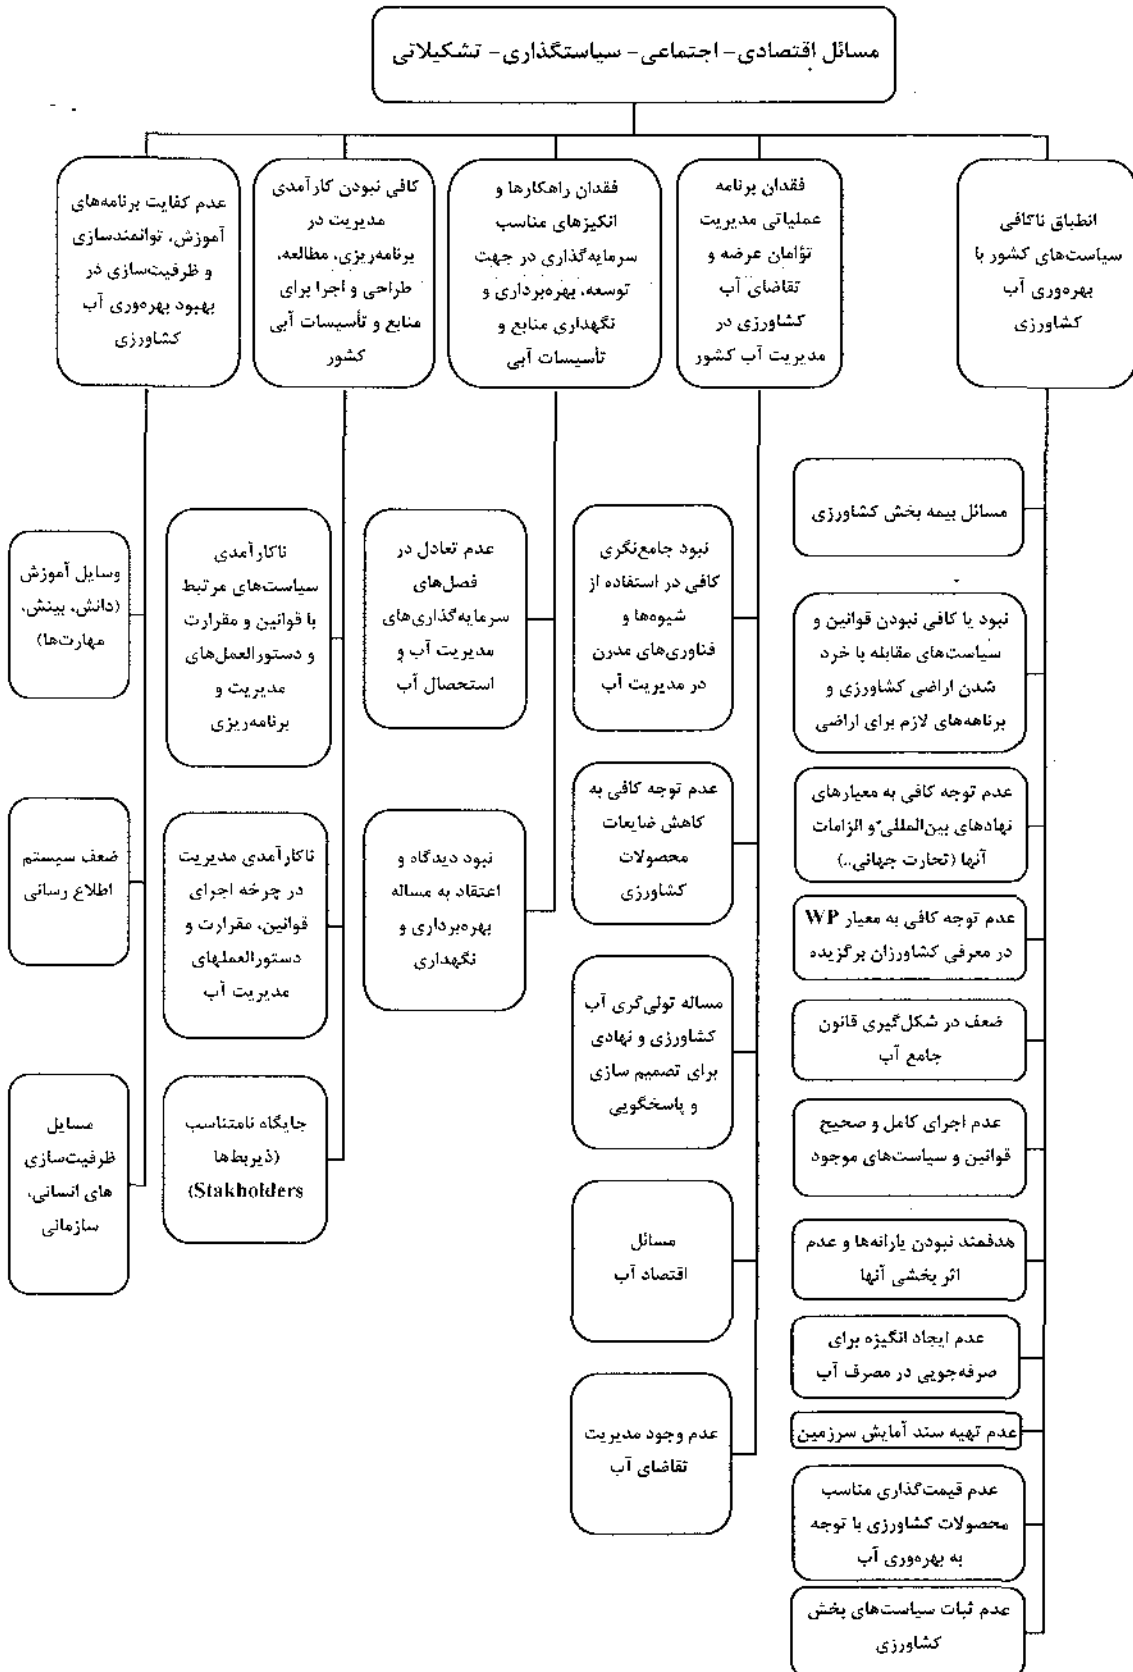 مسائل اقتصادی- اجتماعی- سیاستگذاری- تشکیلاتی
انطباق ناکافی
سیاست‌های کشور با
بهره‌وری آب
کشاورزی
فقدان برنامه
عملیاتی مدیریت
تؤامان عرضه و
تقاضای آب
کشاورزی در
مدیریت آب کشور
فقدان راهکارها و
انگیزهای مناسب
سرمایه‌گذاری در جهت
توسعه، بهره‌برداری و
نگهداری منابع و
تأسیسات آبی
کافی نبودن کارآمدی
مدیریت در
برنامه‌ریزی، مطالعه،
طراحی و اجرا برای
منابع و تأسیسات آبی
کشور
عدم کفایت برنامه‌های
آموزش، توانمندسازی
و ظرفیت‌سازی در
بهبود بهره‌وری آب
کشاورزی
مسائل بیمه بخش کشاورزی
نبود یا کافی نبودن قوانین و
سیاست‌های مقابله با خرد
شدن اراضی کشاورزی و
برناهه‌های لازم برای اراضی
عدم توجه کافی به معیارهای
نهادهای بین‌المللی و الزامات
آنها (تجارت جهانی..)
عدم توجه کافی به معیار WP
در معرفی کشاورزان برگزیده
ضعف در شکل‌گیری قانون
جامع آب
عدم اجرای کامل و صحیح
قوانین و سیاست‌های موجود
هدفمند نبودن یارانه‌ها و عدم
اثر بخشی آنها
عدم ایجاد انگیزه برای
صرفه‌جویی در مصرف آب
عدم تهیه سند آمایش سرزمین
عدم قیمت‌گذاری مناسب
محصولات کشاورزی با توجه
به بهره‌وری آب
عدم ثبات سیاست‌های بخش
کشاورزی
نبود جامع‌نگری
کافی در استفاده از
شیوه‌ها و
فناوری‌های مدرن
در مدیریت آب
عدم توجه کافی به
کاهش ضایعات
محصولات
کشاورزی
مساله تولی‌گری آب
کشاورزی و نهادی
برای تصمیم سازی
و پاسخگویی
مسائل
اقتصاد آب
عدم وجود مدیریت
تقاضای آب
عدم تعادل در
فصل‌های
سرمایه‌گذاری‌های
مدیریت آب و
استحصال آب
نبود دیدگاه و
اعتقاد به مساله
بهره‌برداری و
نگهداری
ناکارآمدی
سیاست‌های مرتبط
با قوانین و مقرارت
و دستورالعمل‌های
مدیریت و
برنامه‌ریزی
ناکارآمدی مدیریت
در چرخه اجرای
قوانین، مقرارت و
دستورالعملهای
مدیریت آب
جایگاه نامتناسب
(ذیربط‌ها
Stakholders)
وسایل آموزش
(دانش، بینش،
مهارت‌ها)
ضعف سیستم
اطلاع رسانی
مسایل
ظرفیت‌سازی
های انسانی،
سازمانی